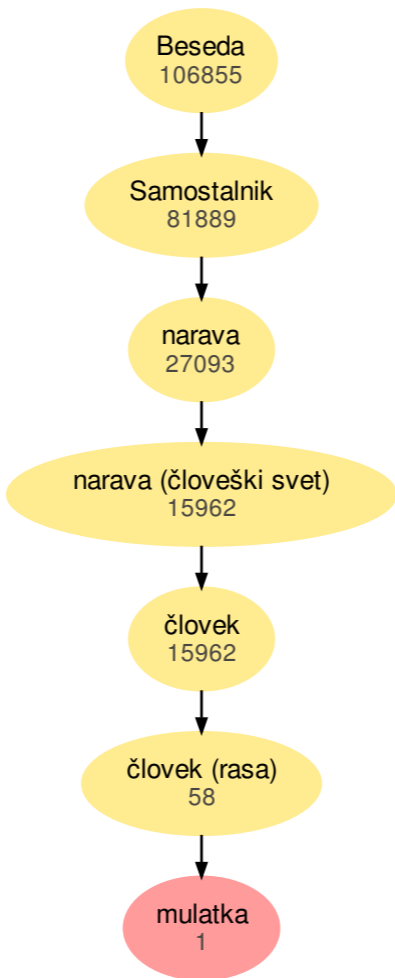 Beseda
106855
Samostalnik
81889
narava
27093
narava (človeški svet)
15962
človek
15962
človek (rasa)
58
mulatka
1